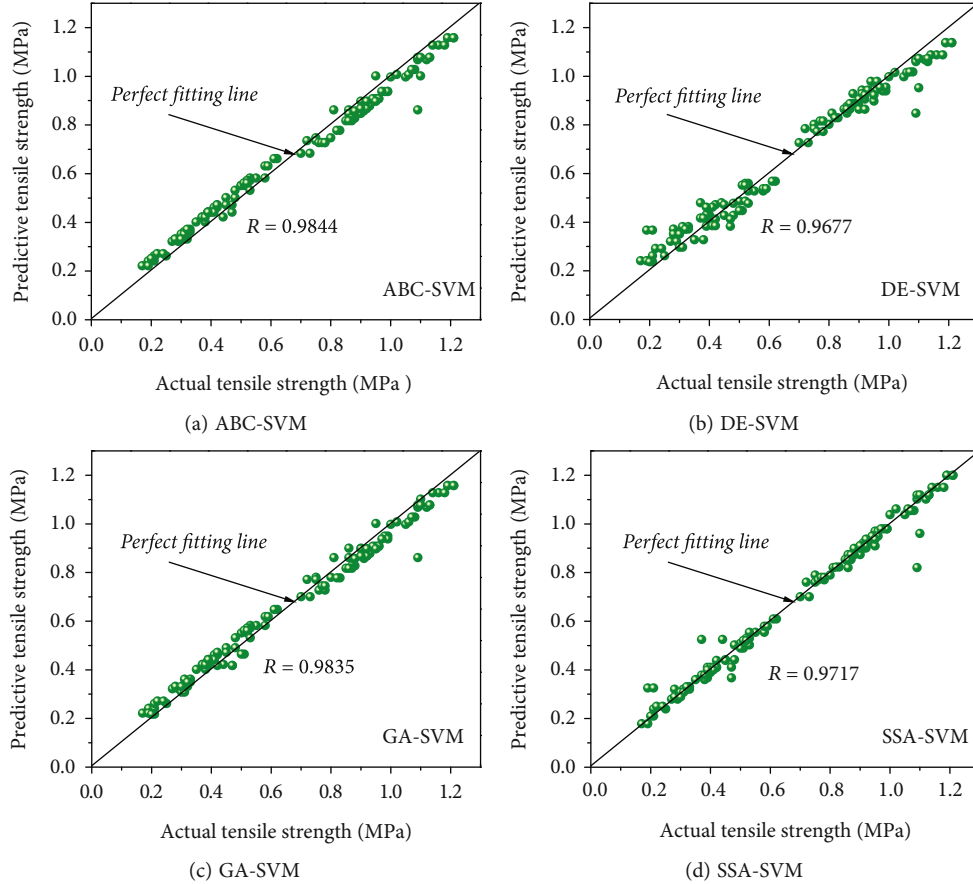 Predictive tensile strength (MPa)
1.2
1.0
0.8
0.6
0.4
0.2
0.0
Perfect fitting line
R = 0.9844
ABC-SVM
0.0 0.2 0.4 0.6 0.8 1.0 1.2
Actual tensile strength (MPa )
(a) ABC-SVM
Predictive tensile strength (MPa)
1.2
1.0
0.8
0.6
0.4
0.2
0.0
Perfect fitting line
R = 0.9677
DE-SVM
0.0 0.2 0.4 0.6 0.8 1.0 1.2
Actual tensile strength (MPa)
(b) DE-SVM
Predictive tensile strength (MPa)
1.2
1.0
0.8
0.6
0.4
0.2
0.0
Perfect fitting line
R = 0.9835
GA-SVM
0.0 0.2 0.4 0.6 0.8 1.0 1.2
Actual tensile strength (MPa)
(c) GA-SVM
Predictive tensile strength (MPa)
1.2
1.0
0.8
0.6
0.4
0.2
0.0
Perfect fitting line
R = 0.9717
SSA-SVM
0.0 0.2 0.4 0.6 0.8 1.0 1.2
Actual tensile strength (MPa)
(d) SSA-SVM